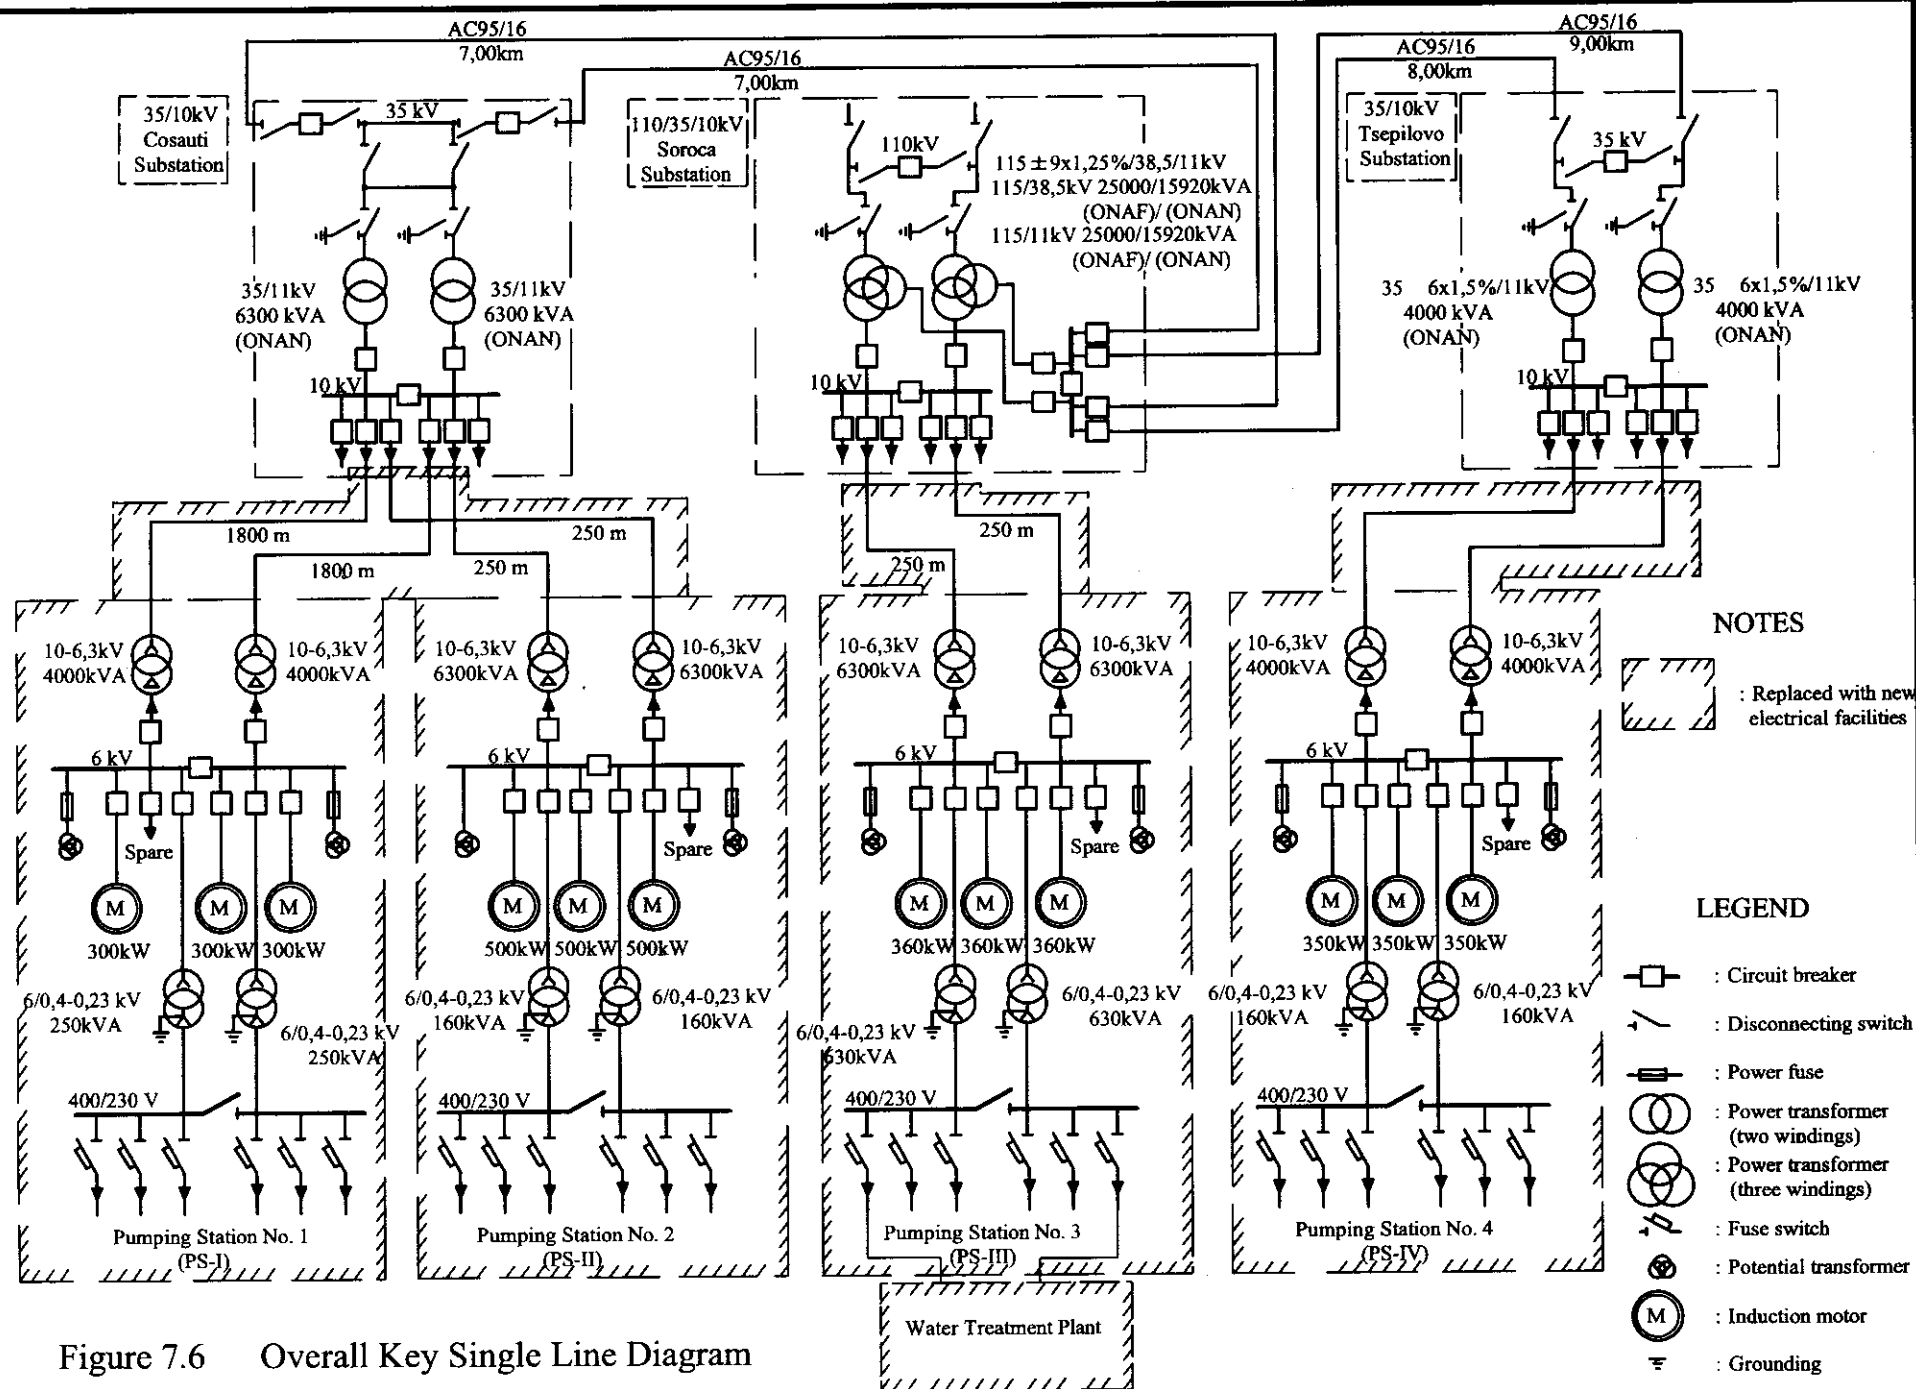 AC95/16
7,00km
AC95/16
7,00km
AC95/16
8,00km
AC95/16
9,00km
35/10kV
Cosauti
Substation
35 kV
110/35/10kV
Soroca
Substation
110kV
115 ±9x1,25%/38,5/11kV
115/38,5kV 25000/15920kVA
(ONAF)/ (ONAN)
115/11kV 25000/15920kVA
(ONAF)/ (ONAN)
35/10kV
Tsepilovo
Substation
35 kV
35/11kV
6300 kVA
(ONAN)
35/11kV
6300 kVA
(ONAN)
35 6x1,5%/11kV
4000 kVA
(ONAN)
35 6x1,5%/11kV
4000 kVA
(ONAN)
10 kV
10 kV
10 kV
1800 m
250 m
1800 m
250 m
250 m
250 m
10-6,3kV
4000kVA
10-6,3kV
4000kVA
10-6,3kV
6300kVA
10-6,3kV
6300kVA
10-6,3kV
6300kVA
10-6,3kV
6300kVA
10-6,3kV
4000kVA
10-6,3kV
4000kVA
NOTES
: Replaced with new
electrical facilities
6 kV
6 kV
6 kV
6 kV
Spare
Spare
Spare
Spare
M
M
M
M
M
M
M
M
M
M
M
M
300kW
300kW
300kW
500kW
500kW
500kW
360kW
360kW
360kW
350kW
350kW
350kW
6/0,4-0,23 kV
250kVA
6/0,4-0,23 kV
250kVA
6/0,4-0,23 kV
160kVA
6/0,4-0,23 kV
160kVA
6/0,4-0,23 kV
630kVA
6/0,4-0,23 kV
630kVA
6/0,4-0,23 kV
160kVA
6/0,4-0,23 kV
160kVA
400/230 V
400/230 V
400/230 V
400/230 V
Pumping Station No. 1
(PS-I)
Pumping Station No. 2
(PS-II)
Pumping Station No. 3
(PS-III)
Pumping Station No. 4
(PS-IV)
Water Treatment Plant
LEGEND
: Circuit breaker
: Disconnecting switch
: Power fuse
: Power transformer
(two windings)
: Power transformer
(three windings)
: Fuse switch
: Potential transformer
M : Induction motor
: Grounding
Figure 7.6 Overall Key Single Line Diagram